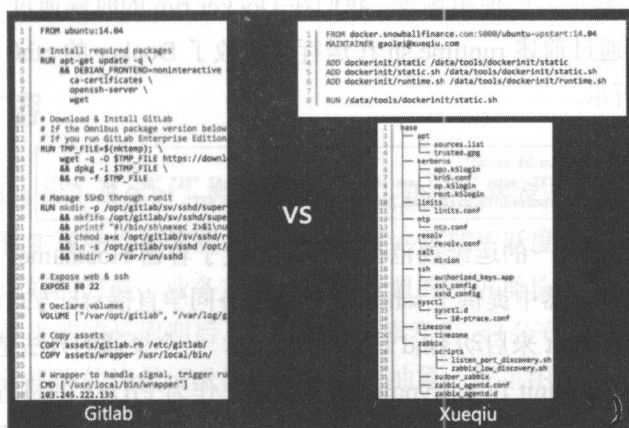 FROM ubuntu:14.04
# Install required packages
RUN apt-get update -q \
&& DEBIAN_FRONTEND=noninteractive
ca-certificates \
openssh-server \
wget
# Download & Install GitLab
# If the Omnibus package version below
# If you run GitLab Enterprise Edition
RUN TMP_FILE=$(mktemp); \
wget -q -O $TMP_FILE https://downl
&& dpkg -i $TMP_FILE \
&& rm -f $TMP_FILE
# Manage SSHD through runit
RUN mkdir -p /opt/gitlab/sv/sshd/super
&& mkfifo /opt/gitlab/sv/sshd/supe
&& printf "#!/bin/sh\nexec 2>&1\nu
&& chmod a+x /opt/gitlab/sv/sshd/r
&& ln -s /opt/gitlab/sv/sshd /opt/
&& mkdir -p /var/run/sshd
# Expose web & ssh
EXPOSE 80 22
# Declare volumes
VOLUME ["/var/opt/gitlab", "/var/log/g
# Copy assets
COPY assets/gitlab.rb /etc/gitlab/
COPY assets/wrapper /usr/local/bin/
# Wrapper to handle signal, trigger ru
CMD ["/usr/local/bin/wrapper"]
103.245.222.133
Gitlab
VS
FROM docker.snowballfinance.com:5000/ubuntu-upstart:14.04
MAINTAINER gaolei@xueqiu.com
ADD dockerinit/static /data/tools/dockerinit/static
ADD dockerinit/static.sh /data/tools/dockerinit/static.sh
ADD dockerinit/runtime.sh /data/tools/dockerinit/runtime.sh
RUN /data/tools/dockerinit/static.sh
base
apt
sources.list
trusted.gpg
kerberos
app.k5login
krb5.conf
op.k5login
root.k5login
limits
limits.conf
ntp
ntp.conf
resolv
resolv.conf
salt
minion
ssh
authorized_keys.app
ssh_config
sshd_config
sysctl
sysctl.d
10-ptrace.conf
timezone
timezone
zabbix
scripts
listen_port_discovery.sh
zabbix_low_discovery.sh
sudoer_zabbix
zabbix_agentd.conf
zabbix_agentd.d
Xueqiu